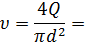 υ = 4Q / πd² =